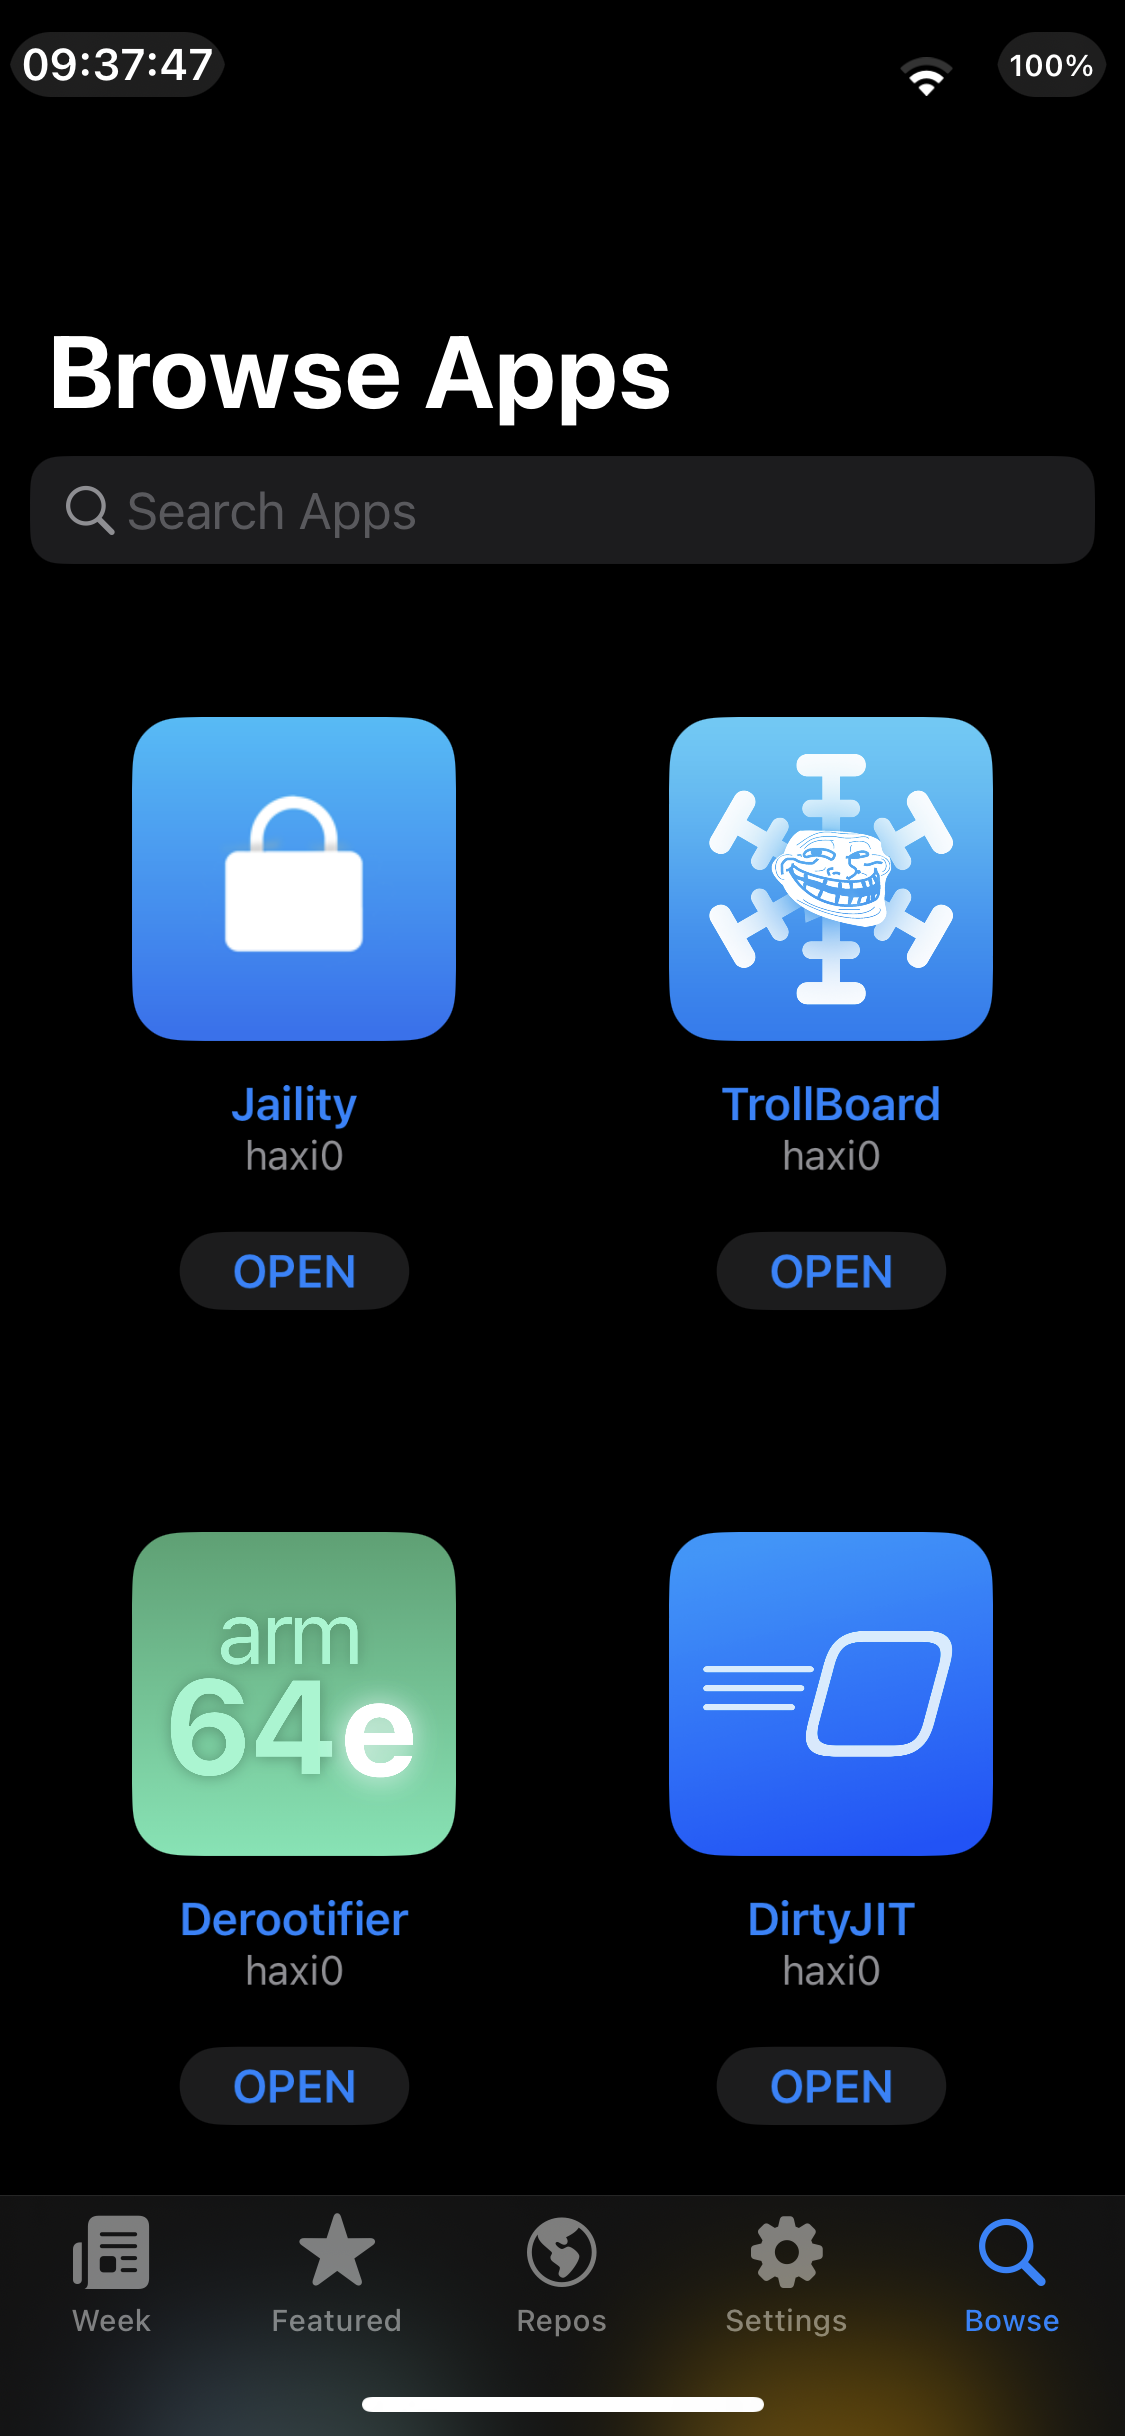 09:37:47
100%
Browse Apps
Search Apps
Jaility
haxi0
OPEN
TrollBoard
haxi0
OPEN
arm
64e
Derootifier
haxi0
OPEN
DirtyJIT
haxi0
OPEN
Week
Featured
Repos
Settings
Browse